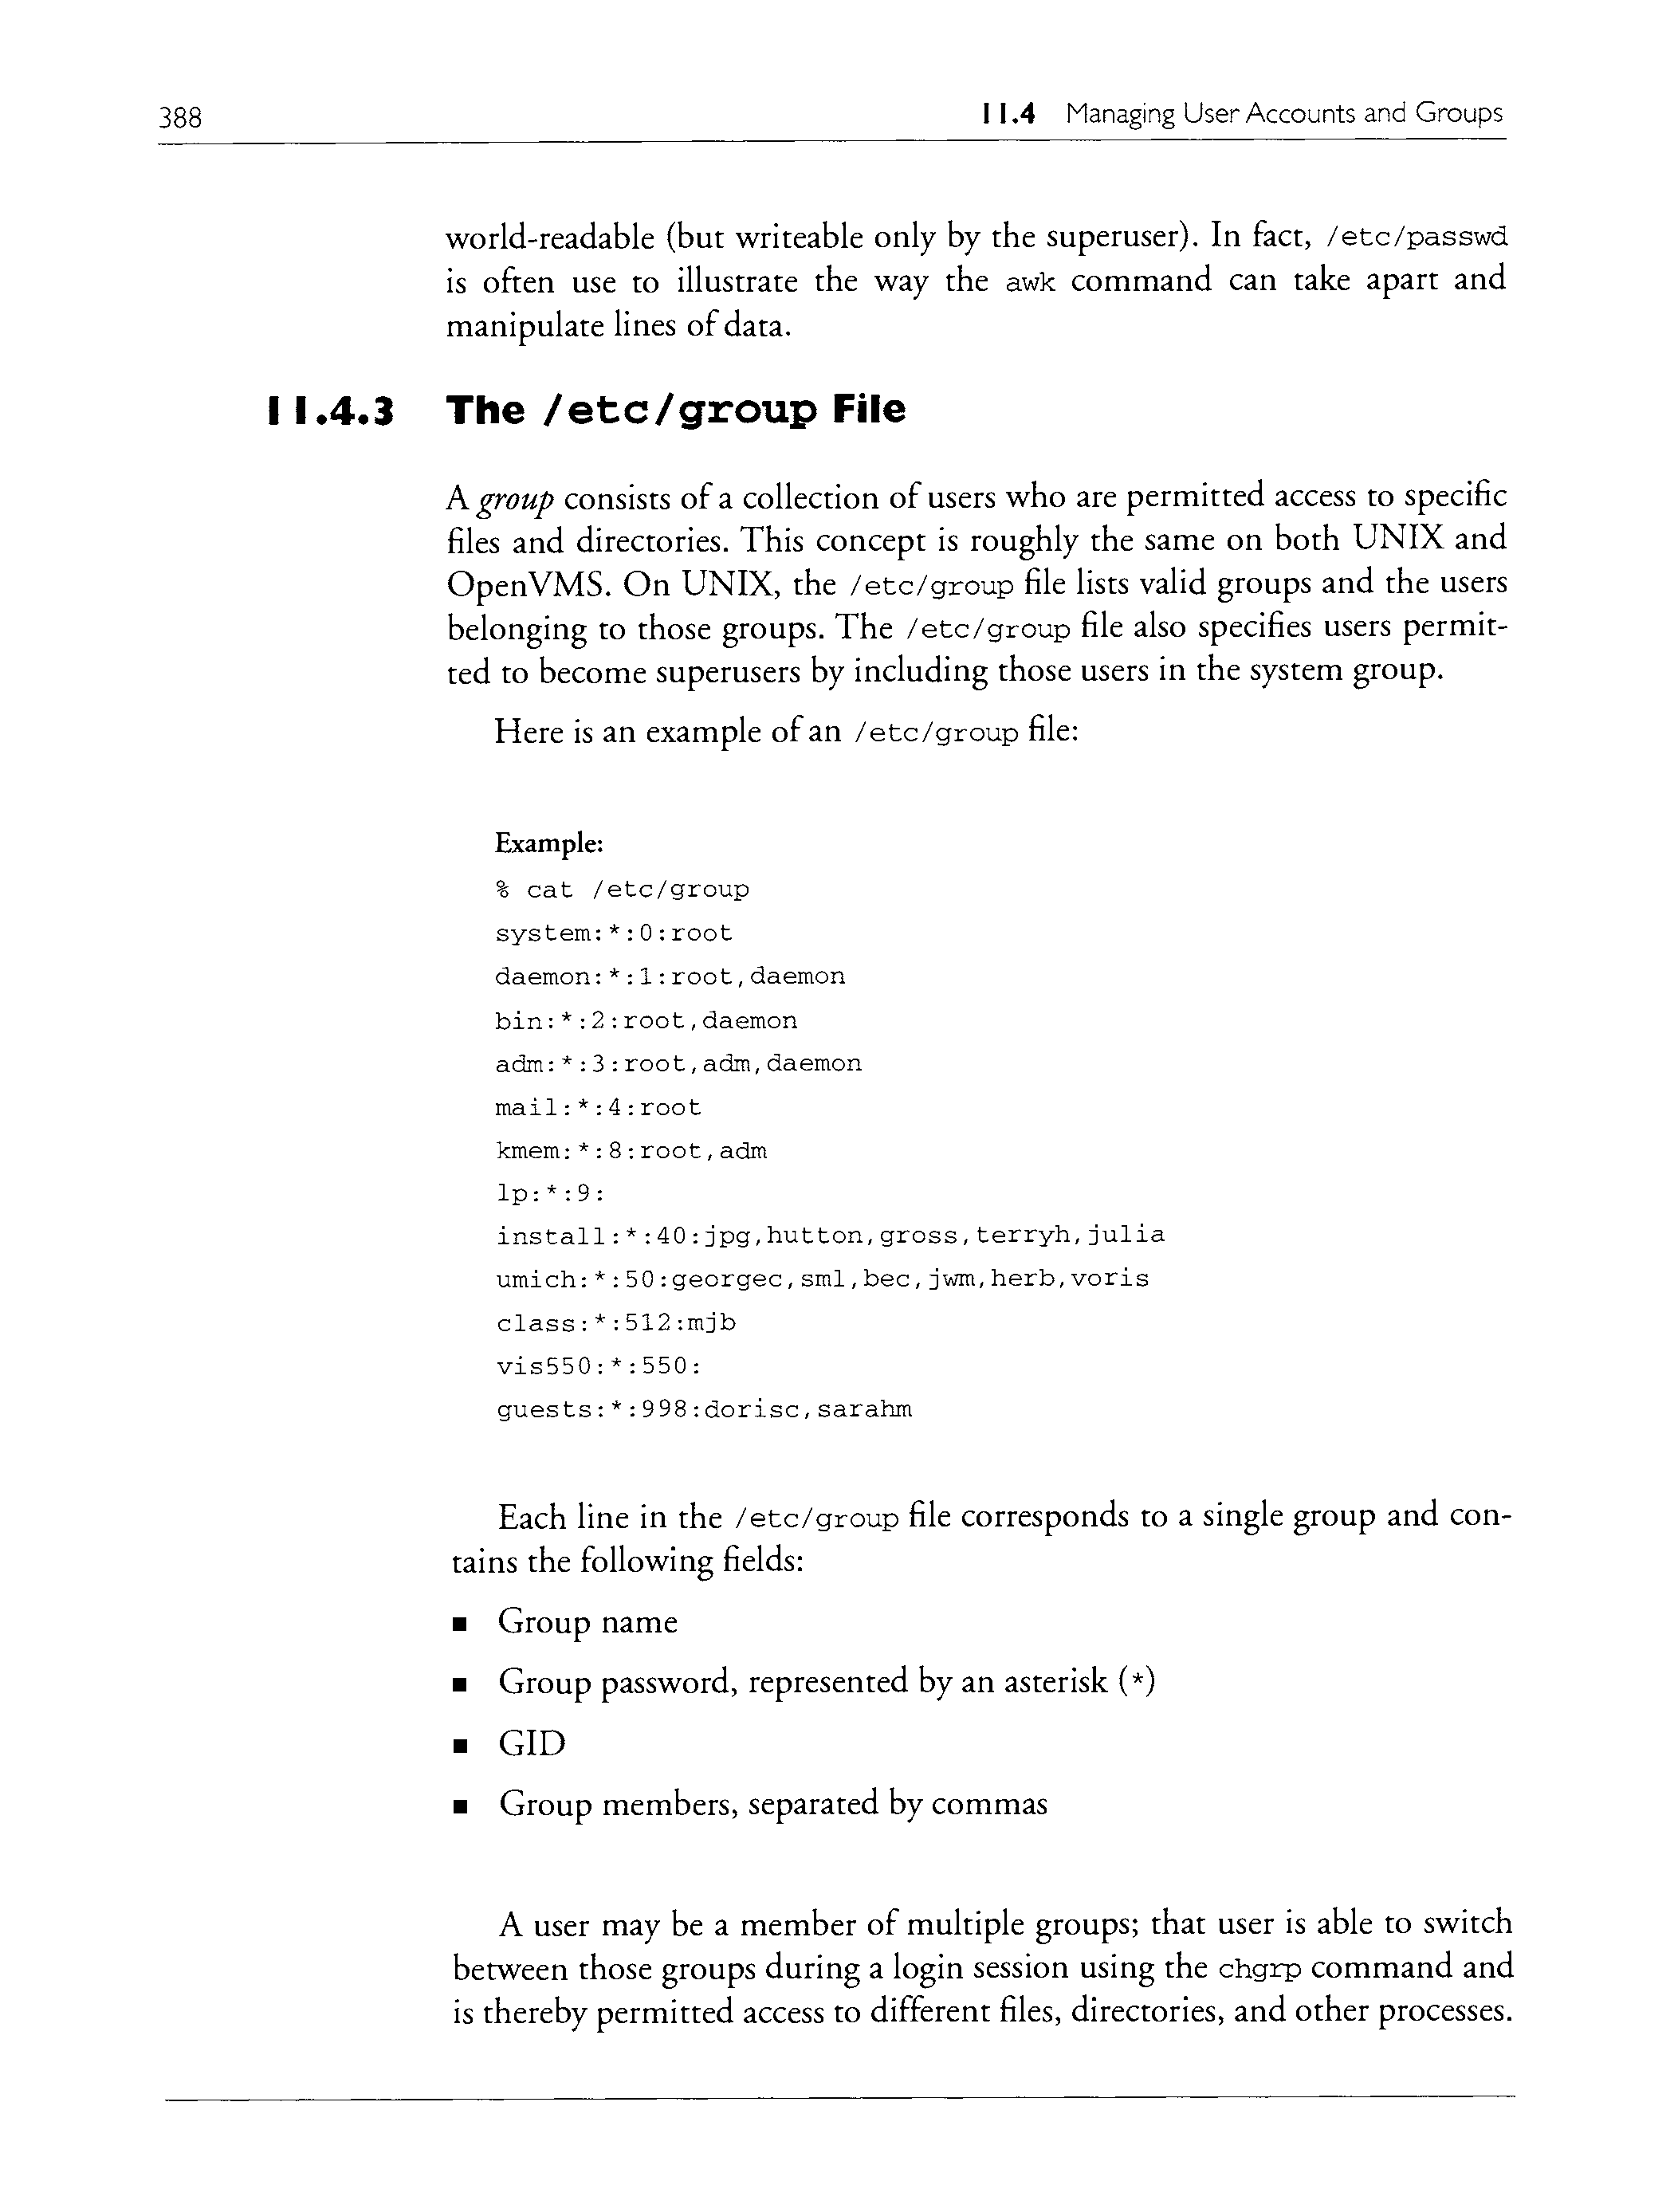 388
11.4 Managing User Accounts and Groups
world-readable (but writeable only by the superuser). In fact, /etc/passwd
is often use to illustrate the way the awk command can take apart and
manipulate lines of data.
11.4.3 The /etc/group File
A group consists of a collection of users who are permitted access to specific
files and directories. This concept is roughly the same on both UNIX and
OpenVMS. On UNIX, the /etc/group file lists valid groups and the users
belonging to those groups. The /etc/group file also specifies users permit-
ted to become superusers by including those users in the system group.
Here is an example of an /etc/group file:
Example:
% cat /etc/group
system:*:0:root
daemon:*:1:root,daemon
bin:*:2:root,daemon
adm:*:3:root,adm,daemon
mail:*:4:root
kmem:*:8:root,adm
lp:*:9:
install:*:40:jpg,hutton,gross,terryh,julia
umich:*:50:georgec,sml,bec,jwm,herb,voris
class:*:512:mjb
vis550:*:550:
guests:*:998:dorisc,sarahm
Each line in the /etc/group file corresponds to a single group and con-
tains the following fields:
■ Group name
■ Group password, represented by an asterisk (*)
■ GID
■ Group members, separated by commas
A user may be a member of multiple groups; that user is able to switch
between those groups during a login session using the chgrp command and
is thereby permitted access to different files, directories, and other processes.